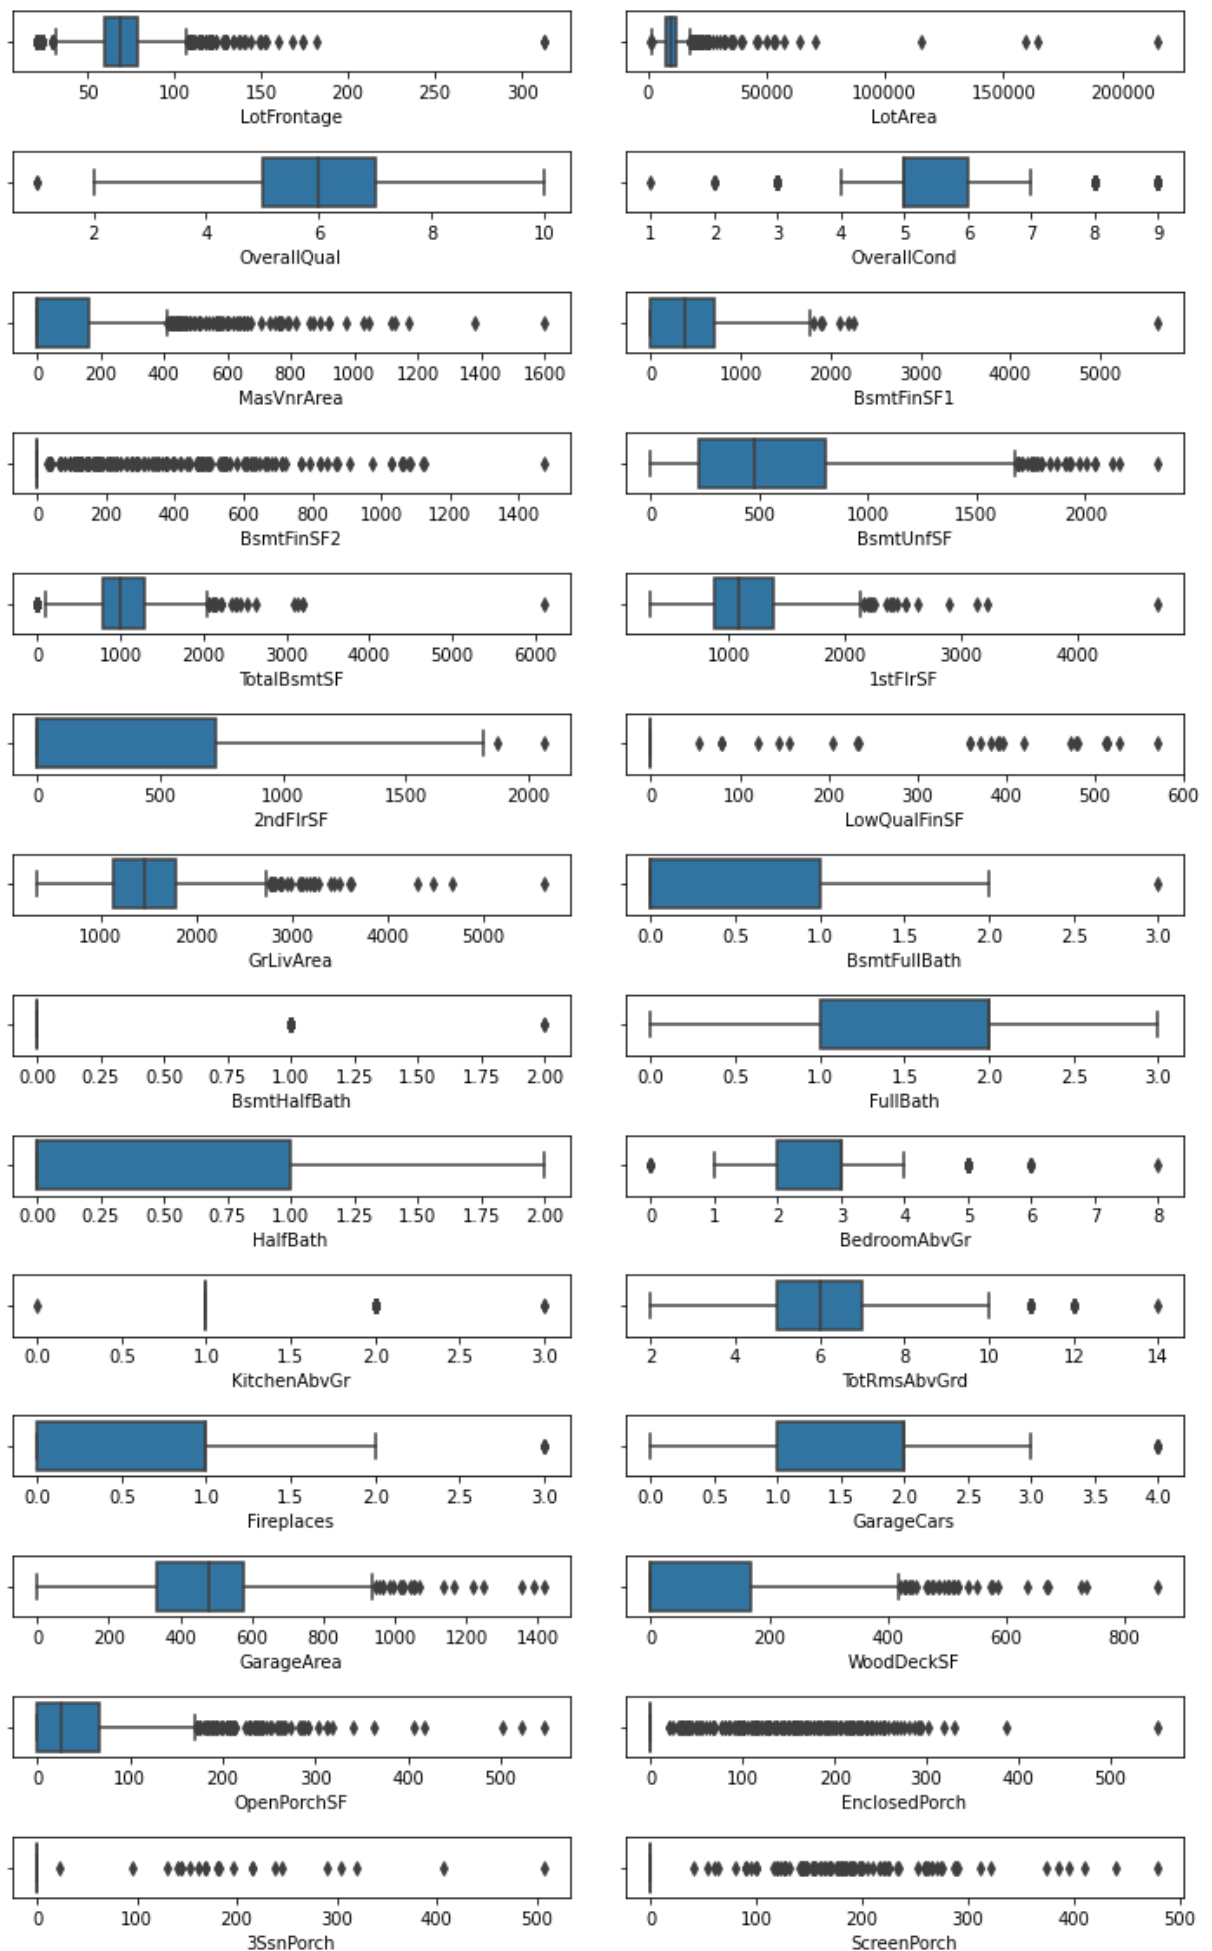 50 100 150 200 250 300
LotFrontage
0 50000 100000 150000 200000
LotArea
2 4 6 8 10
OverallQual
1 2 3 4 5 6 7 8 9
OverallCond
0 200 400 600 800 1000 1200 1400 1600
MasVnrArea
0 1000 2000 3000 4000 5000
BsmtFinSF1
0 200 400 600 800 1000 1200 1400
BsmtFinSF2
0 500 1000 1500 2000
BsmtUnfSF
0 1000 2000 3000 4000 5000 6000
TotalBsmtSF
1000 2000 3000 4000
1stFlrSF
0 500 1000 1500 2000
2ndFlrSF
0 100 200 300 400 500 600
LowQualFinSF
1000 2000 3000 4000 5000
GrLivArea
0.0 0.5 1.0 1.5 2.0 2.5 3.0
BsmtFullBath
0.00 0.25 0.50 0.75 1.00 1.25 1.50 1.75 2.00
BsmtHalfBath
0.0 0.5 1.0 1.5 2.0 2.5 3.0
FullBath
0.00 0.25 0.50 0.75 1.00 1.25 1.50 1.75 2.00
HalfBath
0 1 2 3 4 5 6 7 8
BedroomAbvGr
0.0 0.5 1.0 1.5 2.0 2.5 3.0
KitchenAbvGr
2 4 6 8 10 12 14
TotRmsAbvGrd
0.0 0.5 1.0 1.5 2.0 2.5 3.0
Fireplaces
0.0 0.5 1.0 1.5 2.0 2.5 3.0 3.5 4.0
GarageCars
0 200 400 600 800 1000 1200 1400
GarageArea
0 200 400 600 800
WoodDeckSF
0 100 200 300 400 500
OpenPorchSF
0 100 200 300 400 500
EnclosedPorch
0 100 200 300 400 500
3SsnPorch
0 100 200 300 400 500
ScreenPorch